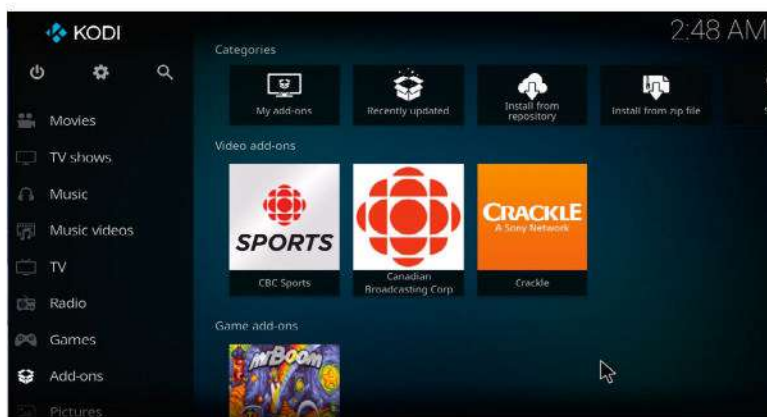 KODI
2:48 AM
Categories
My add-ons
Recently updated
Install from
repository
Install from zip file
Movies
TV shows
Music
Music videos
TV
Radio
Games
Add-ons
Pictures
Video add-ons
SPORTS
CRACKLE
A Sony Network
CBC Sports
Canadian
Broadcasting Corp
Crackle
Game add-ons
mrBooM